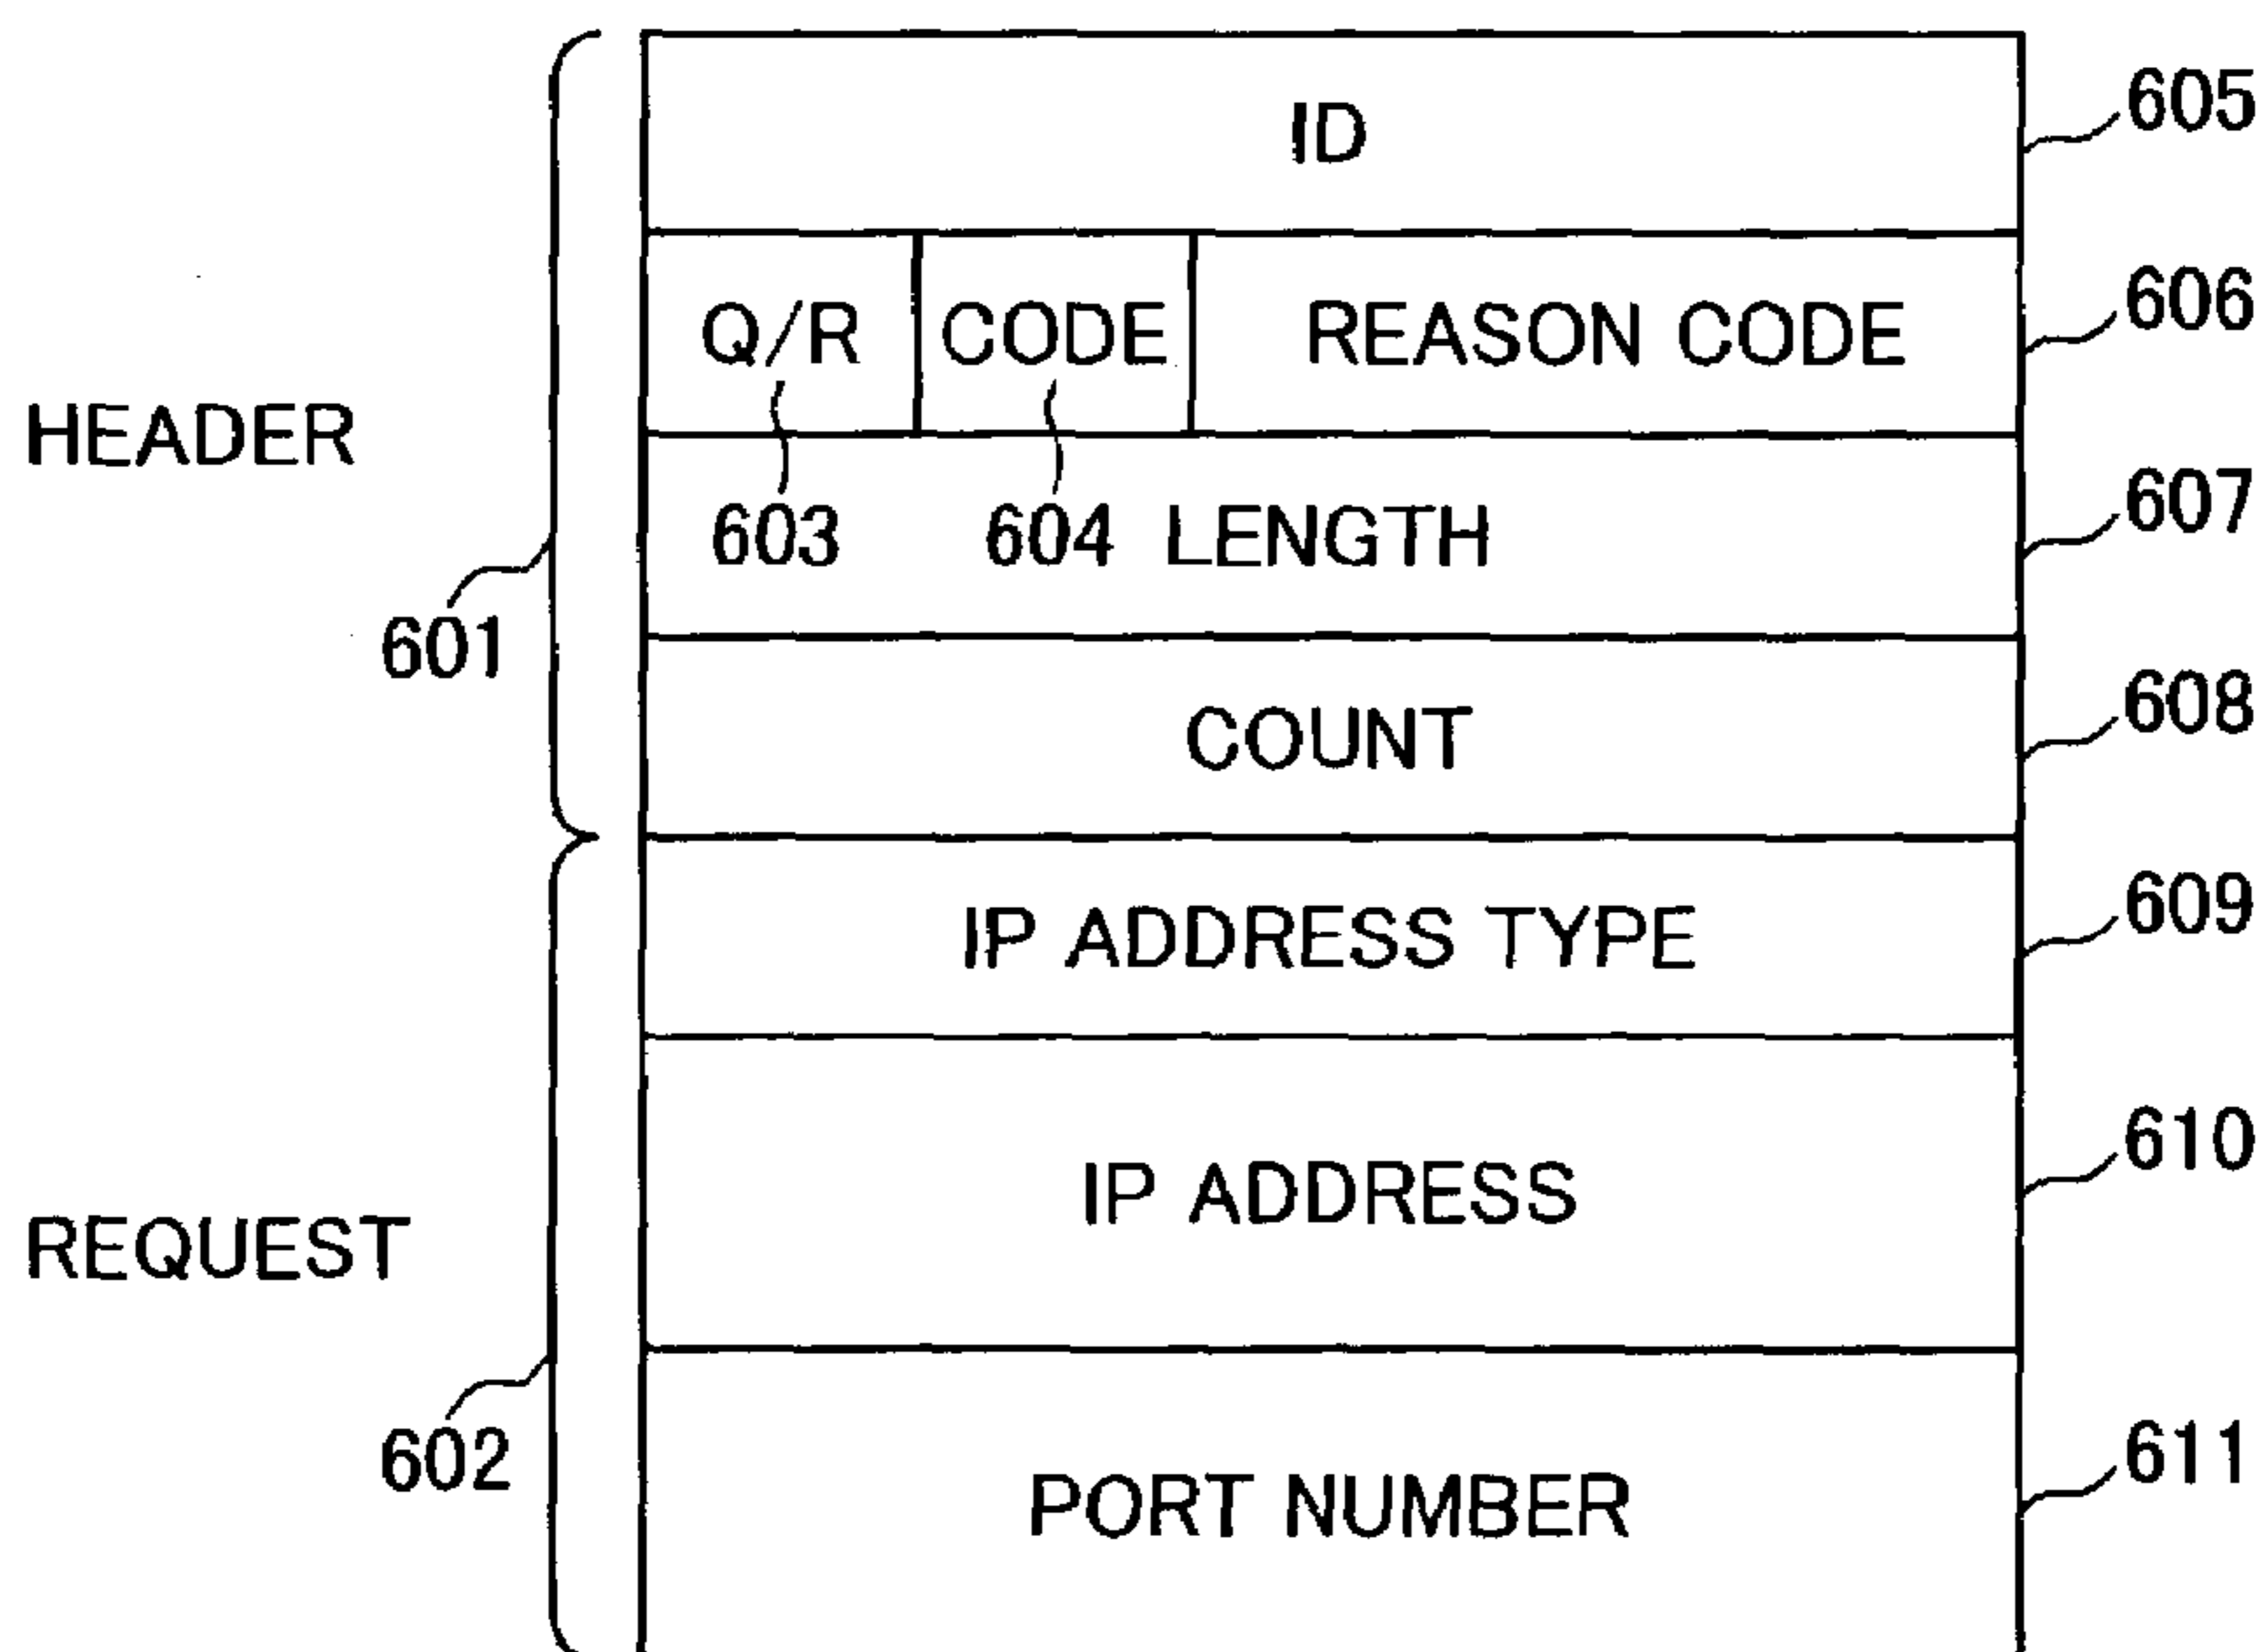 ID 605
Q/R CODE REASON CODE 606
HEADER
603 604 LENGTH 607
601
COUNT 608
IP ADDRESS TYPE 609
IP ADDRESS 610
REQUEST
602
PORT NUMBER 611